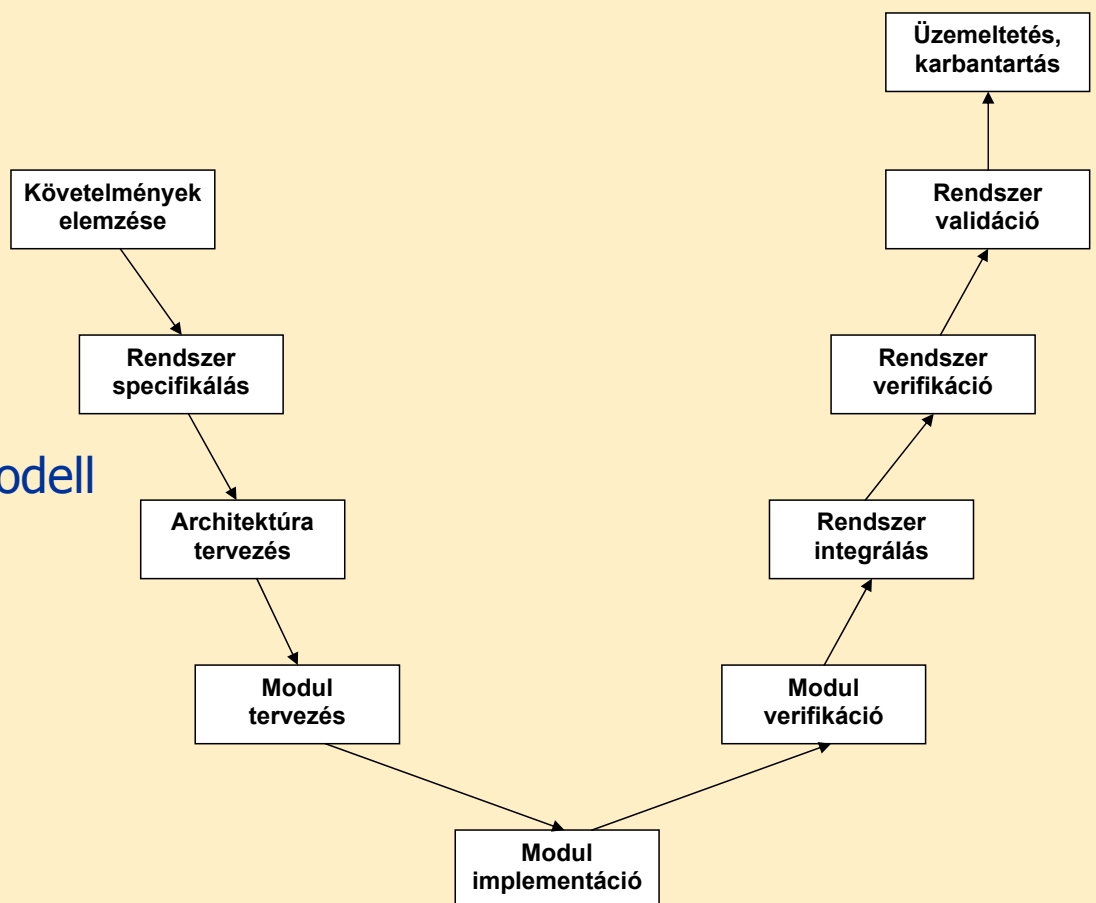 Üzemeltetés,
karbantartás
Követelmények
elemzése
Rendszer
validáció
Rendszer
specifikálás
Rendszer
verifikáció
odell
Architektúra
tervezés
Rendszer
integrálás
Modul
tervezés
Modul
verifikáció
Modul
implementáció